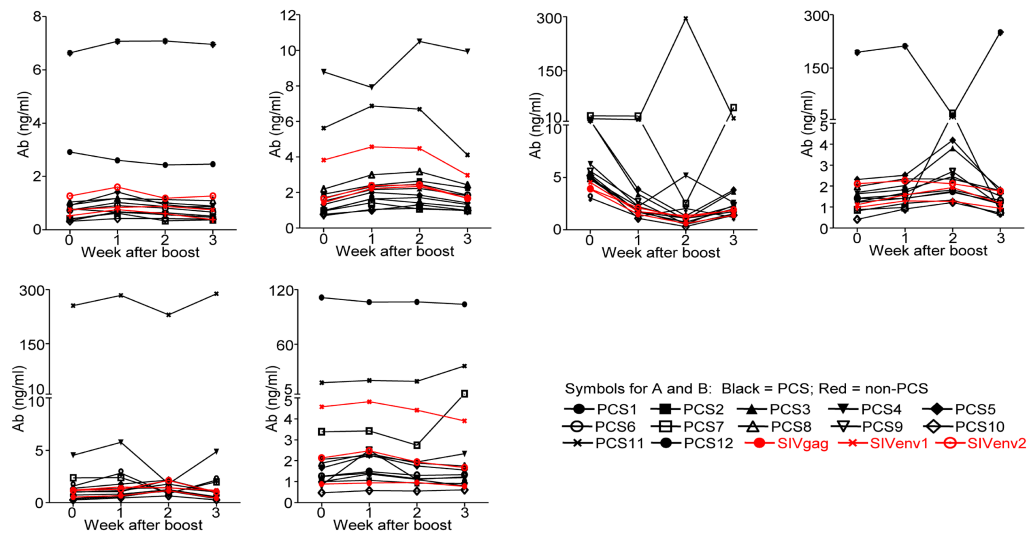 8
6
4
2
0
Ab (ng/ml)
0 1 2 3
Week after boost
12
10
8
6
4
2
0
Ab (ng/ml)
0 1 2 3
Week after boost
300
150
10
10
5
0
Ab (ng/ml)
0 1 2 3
Week after boost
300
150
5
5
4
3
2
1
0
Ab (ng/ml)
0 1 2 3
Week after boost
300
150
10
10
5
0
Ab (ng/ml)
0 1 2 3
Week after boost
120
60
5
5
4
3
2
1
0
Ab (ng/ml)
0 1 2 3
Week after boost
Symbols for A and B: Black = PCS; Red = non-PCS
PCS1 PCS2 PCS3 PCS4 PCS5
PCS6 PCS7 PCS8 PCS9 PCS10
PCS11 PCS12 SIVgag SIVenv1 SIVenv2